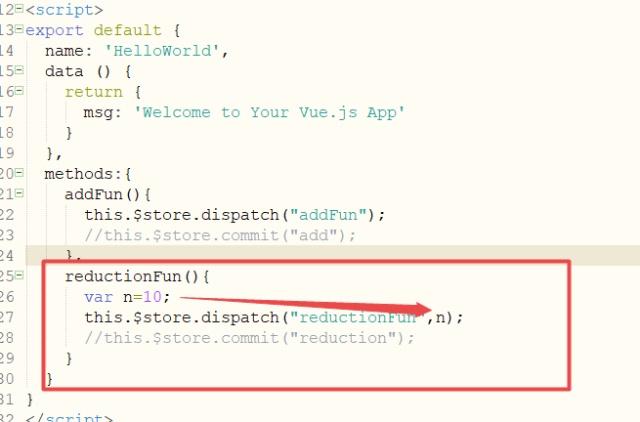 12 <script>
13 export default {
14 name: 'HelloWorld',
15 data () {
16 return {
17 msg: 'Welcome to Your Vue.js App'
18 }
19 },
20 methods:{
21 addFun(){
22 this.$store.dispatch("addFun");
23 //this.$store.commit("add");
24 },
25 reductionFun(){
26 var n=10;
27 this.$store.dispatch("reductionFun",n);
28 //this.$store.commit("reduction");
29 }
30 }
31 }
32 </script>